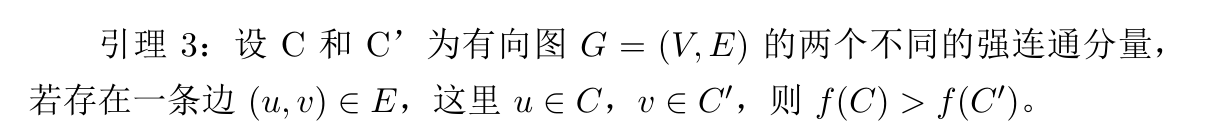 引理 3：设 C 和 C’为有向图 G = (V, E) 的两个不同的强连通分量，
若存在一条边 (u, v) ∈ E，这里 u ∈ C，v ∈ C′，则 f(C) > f(C′)。